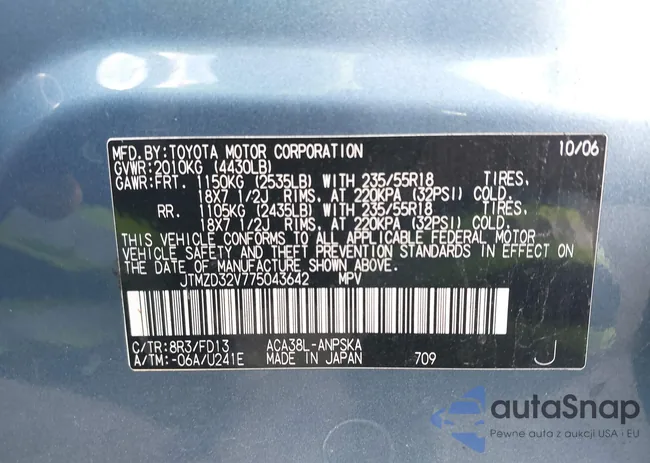 MFD.BY:TOYOTA MOTOR CORPORATION 10/06
GVWR:2010KG (4430LB)
GAWR:FRT. 1150KG (2535LB) WITH 235/55R18 TIRES.
18X7 1/2J RIMS. AT 220KPA (32PSI) COLD.
RR. 1105KG (2435LB) WITH 235/55R18 TIRES.
18X7 1/2J RIMS. AT 220KPA (32PSI) COLD.
THIS VEHICLE CONFORMS TO ALL APPLICABLE FEDERAL MOTOR
VEHICLE SAFETY AND THEFT PREVENTION STANDARDS IN EFFECT ON
THE DATE OF MANUFACTURE SHOWN ABOVE.
JTMZD32V775043642 MPV
C/TR:8R3/FD13 ACA38L-ANPSKA
A/TM:-06A/U241E MADE IN JAPAN 709 J
autaSnap
Pewne auta z aukcji USA i EU